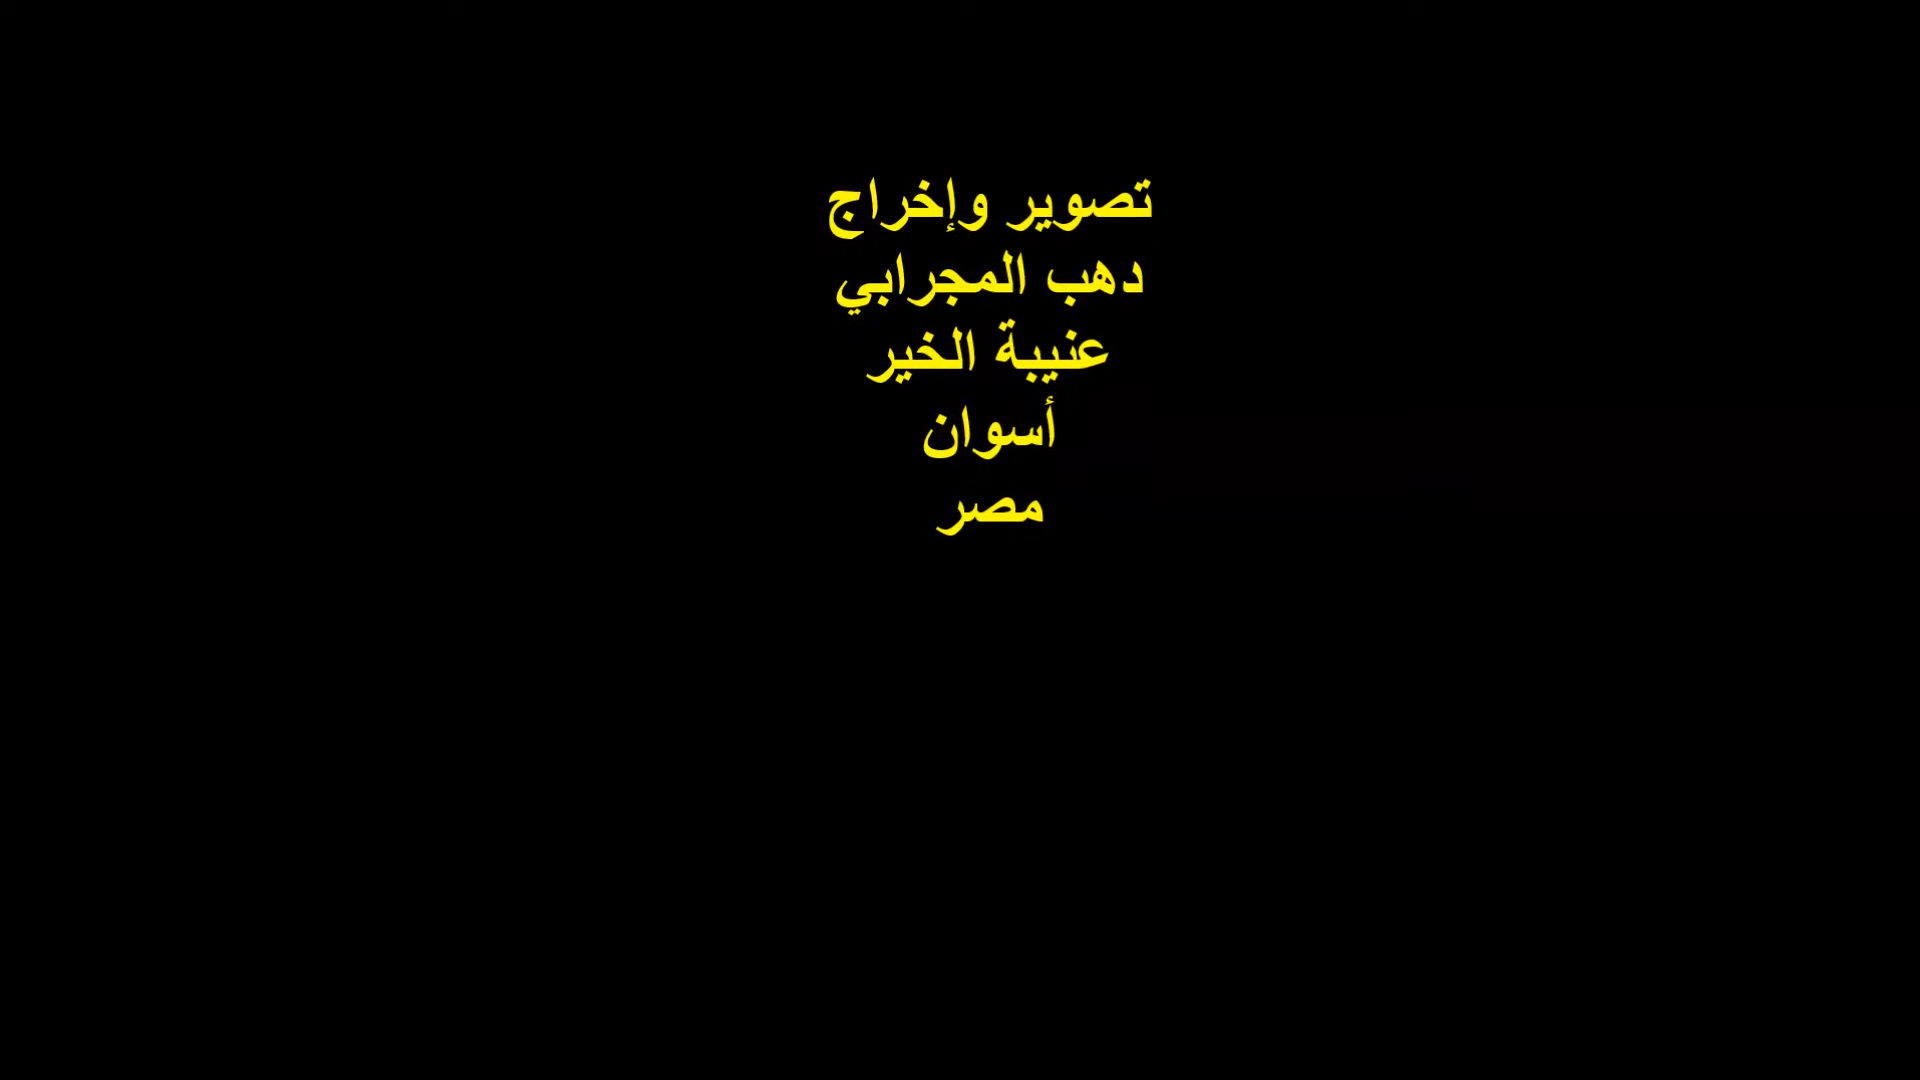 تصوير وإخراج
دهب المجرابي
عنيبة الخير
أسوان
مصر